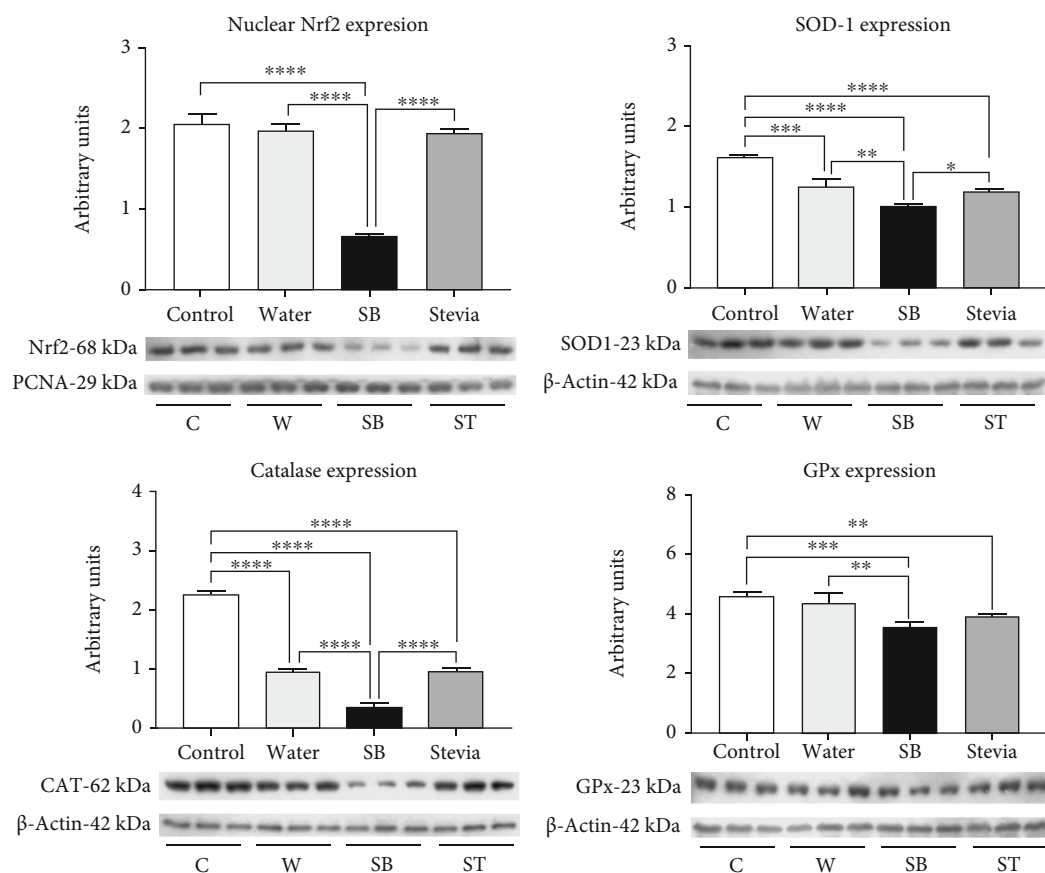 Nuclear Nrf2 expresion
3
2
1
0
Arbitrary units
****
**** ****
Control Water SB Stevia
Nrf2-68 kDa
PCNA-29 kDa
C W SB ST
SOD-1 expression
3
2
1
0
Arbitrary units
****
****
***
** *
Control Water SB Stevia
SOD1-23 kDa
β-Actin-42 kDa
C W SB ST
Catalase expression
4
3
2
1
0
Arbitrary units
****
****
****
**** ****
Control Water SB Stevia
CAT-62 kDa
β-Actin-42 kDa
C W SB ST
GPx expression
8
6
4
2
0
Arbitrary units
**
***
**
Control Water SB Stevia
GPx-23 kDa
β-Actin-42 kDa
C W SB ST